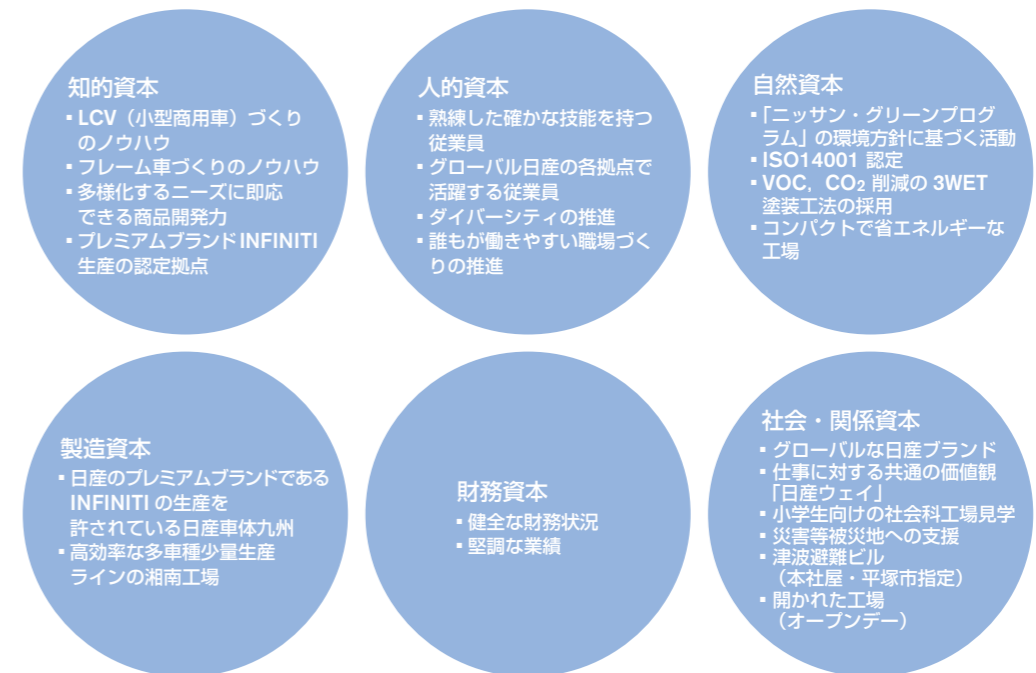 知的資本
▪LCV(小型商用車)づくり
のノウハウ
▪フレーム車づくりのノウハウ
▪多様化するニーズに即応
できる商品開発力
▪プレミアムブランドINFINITI
生産の認定拠点
人的資本
▪熟練した確かな技能を持つ
従業員
▪グローバル日産の各拠点で
活躍する従業員
▪ダイバーシティの推進
▪誰もが働きやすい職場づく
りの推進
自然資本
▪「ニッサン・グリーンプログ
ラム」の環境方針に基づく活動
▪ISO14001 認定
▪VOC, CO₂ 削減の 3WET
塗装工法の採用
▪コンパクトで省エネルギーな
工場
製造資本
▪日産のプレミアムブランドである
INFINITI の生産を
許されている日産車体九州
▪高効率な多車種少量生産
ラインの湘南工場
財務資本
▪健全な財務状況
▪堅調な業績
社会・関係資本
▪グローバルな日産ブランド
▪仕事に対する共通の価値観
「日産ウェイ」
▪小学生向けの社会科工場見学
▪災害等被災地への支援
▪津波避難ビル
(本社屋・平塚市指定)
▪開かれた工場
(オープンデー)